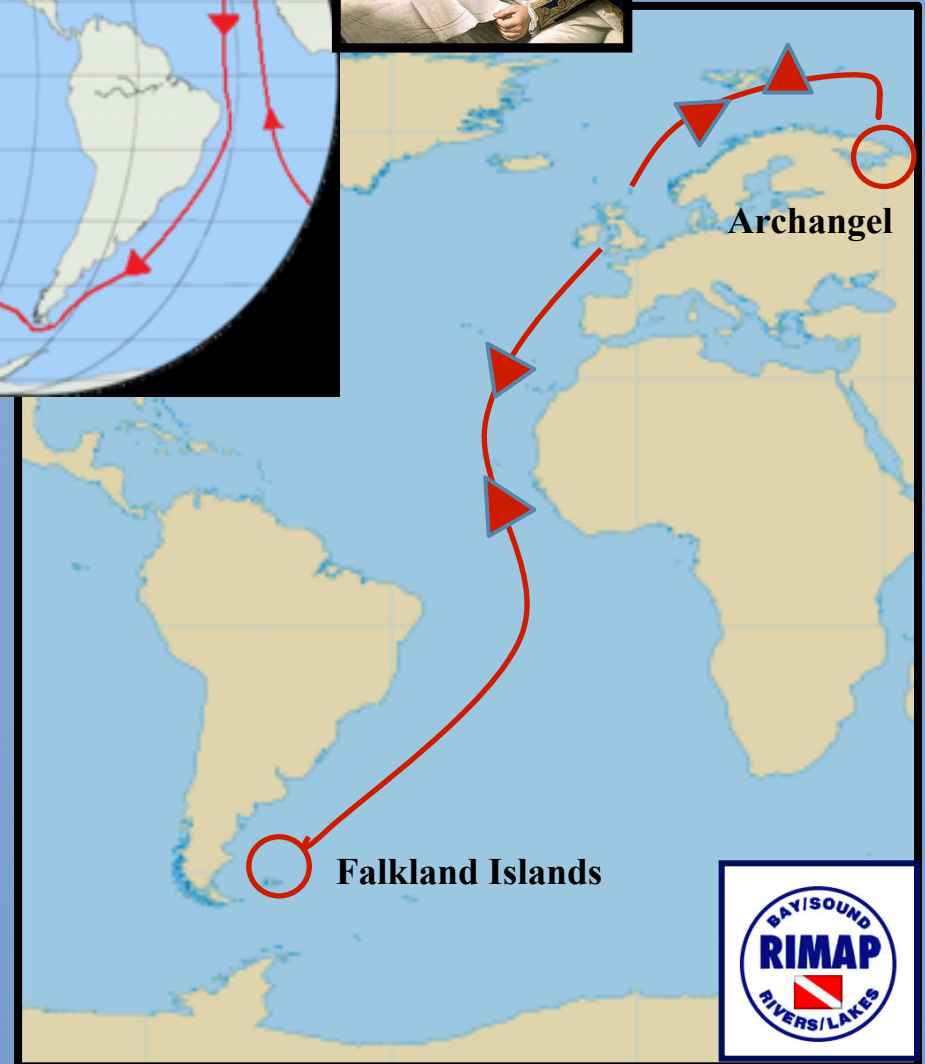 Archangel
Falkland Islands
BAY/SOUND
RIMAP
RIVERS/LAKES